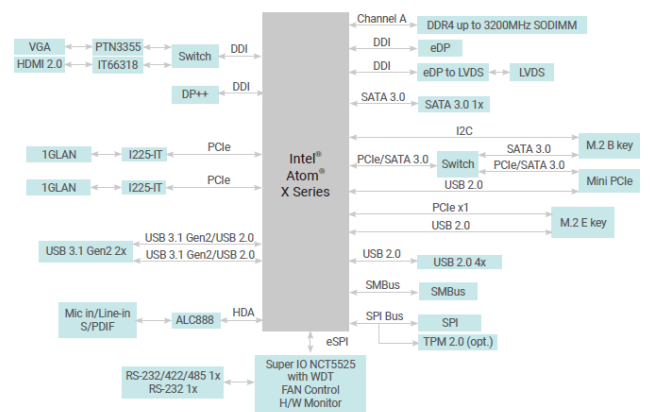 Channel A
DDR4 up to 3200MHz SODIMM
VGA
PTN3355
Switch
DDI
DDI
eDP
HDMI 2.0
IT66318
DDI
eDP to LVDS
LVDS
DP++
DDI
SATA 3.0
SATA 3.0 1x
I2C
1GLAN
I225-IT
PCIe
Intel®
Atom®
X Series
PCIe/SATA 3.0
Switch
SATA 3.0
M.2 B key
PCIe/SATA 3.0
1GLAN
I225-IT
PCIe
USB 2.0
Mini PCIe
PCIe x1
USB 2.0
M.2 E key
USB 3.1 Gen2 2x
USB 3.1 Gen2/USB 2.0
USB 3.1 Gen2/USB 2.0
USB 2.0
USB 2.0 4x
SMBus
SMBus
Mic in/Line-in
S/PDIF
ALC888
HDA
SPI Bus
SPI
TPM 2.0 (opt.)
eSPI
RS-232/422/485 1x
RS-232 1x
Super IO NCT5525
with WDT
FAN Control
H/W Monitor